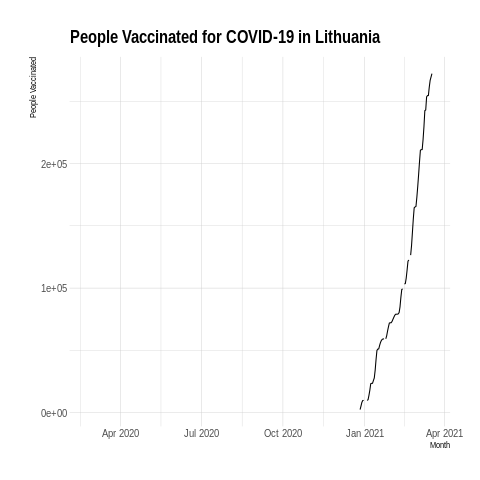 People Vaccinated for COVID-19 in Lithuania
People Vaccinated
2e+05
1e+05
0e+00
Apr 2020 Jul 2020 Oct 2020 Jan 2021 Apr 2021
Month